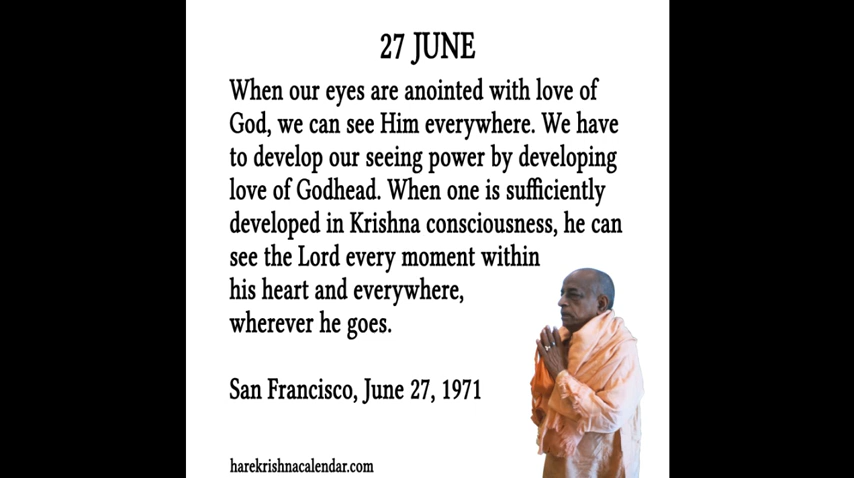 27 JUNE
When our eyes are anointed with love of
God, we can see Him everywhere. We have
to develop our seeing power by developing
love of Godhead. When one is sufficiently
developed in Krishna consciousness, he can
see the Lord every moment within
his heart and everywhere,
wherever he goes.
San Francisco, June 27, 1971
harekrishnacalendar.com